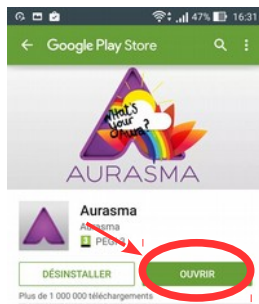 47% 16:31
Google Play Store
What's
your
Aura?
AURASMA
Aurasma
Aurasma
3 PEGI 3
DÉSINSTALLER OUVRIR
Plus de 1 000 000 téléchargements